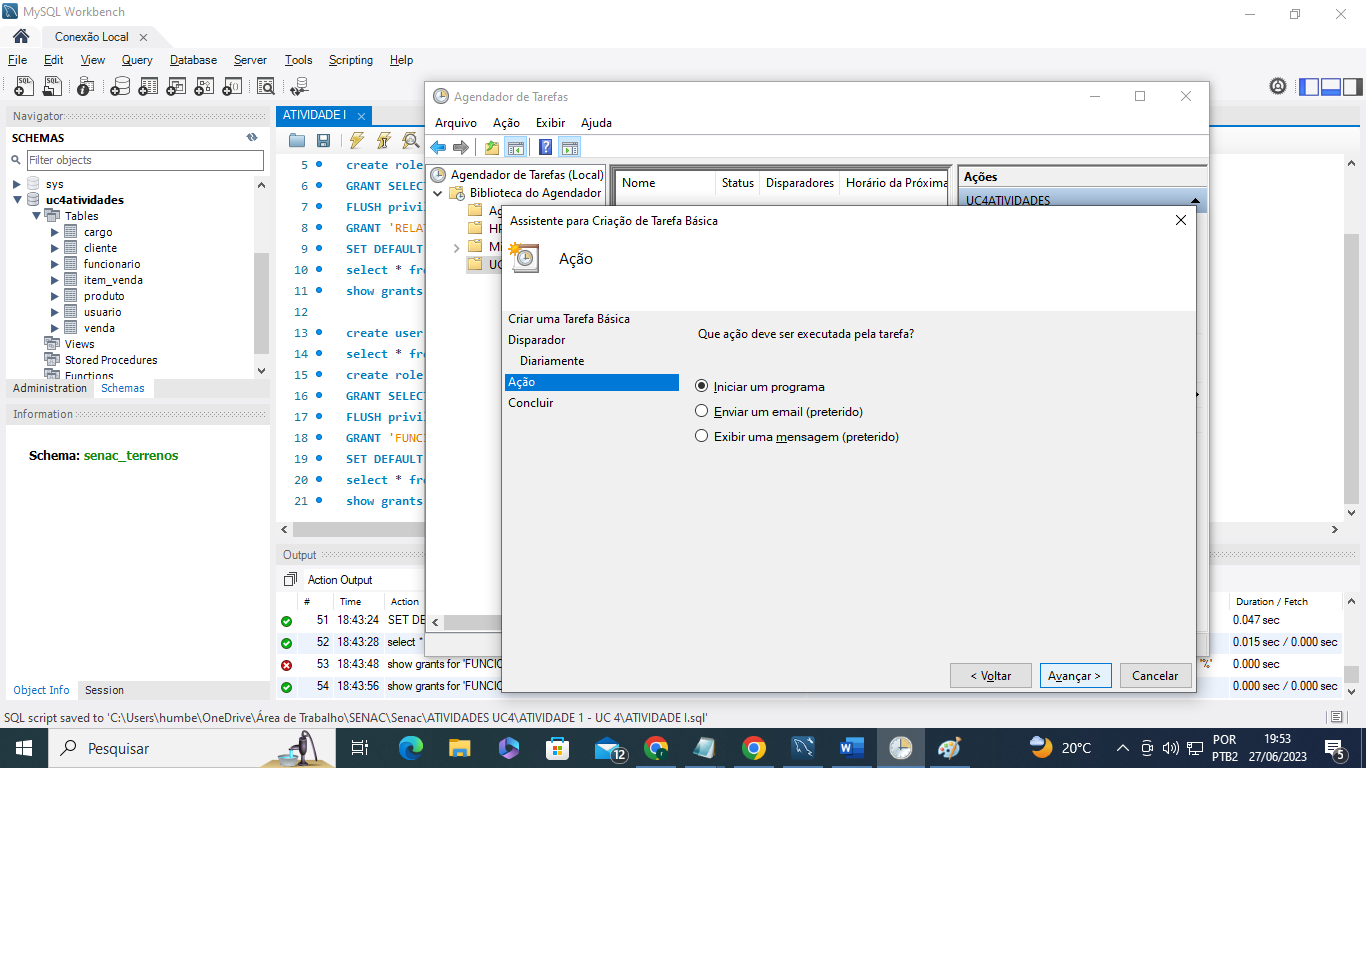 MySQL Workbench
Conexão Local
File Edit View Query Database Server Tools Scripting Help
Navigator
SCHEMAS
Filter objects
sys
uc4atividades
Tables
cargo
cliente
funcionario
item_venda
produto
usuario
venda
Views
Stored Procedures
Functions
Administration Schemas
Information
Schema: senac_terrenos
Object Info Session
ATIVIDADE I
5 create role
6 GRANT SELEC
7 FLUSH privi
8 GRANT 'RELA
9 SET DEFAULT
10 select * fr
11 show grants
12
13 create user
14 select * fr
15 create role
16 GRANT SELEC
17 FLUSH privi
18 GRANT 'FUNC
19 SET DEFAULT
20 select * fr
21 show grants
Output
Action Output
# Time Action Duration / Fetch
51 18:43:24 SET DE 0.047 sec
52 18:43:28 select * 0.015 sec / 0.000 sec
53 18:43:48 show grants for 'FUNCIO '%' 0.000 sec
54 18:43:56 show grants for 'FUNCIO 0.000 sec / 0.000 sec
Agendador de Tarefas
Arquivo Ação Exibir Ajuda
Agendador de Tarefas (Local)
Biblioteca do Agendador
UC
Nome Status Disparadores Horário da Próxima
Ações
UC4ATIVIDADES
Assistente para Criação de Tarefa Básica
Ação
Criar uma Tarefa Básica
Disparador
Diariamente
Ação
Concluir
Que ação deve ser executada pela tarefa?
Iniciar um programa
Enviar um email (preterido)
Exibir uma mensagem (preterido)
< Voltar Avançar > Cancelar
SQL script saved to 'C:\Users\humbe\OneDrive\Área de Trabalho\SENAC\Senac\ATIVIDADES UC4\ATIVIDADE 1 - UC 4\ATIVIDADE I.sql'
Pesquisar
12
20°C
POR
PTB2
19:53
27/06/2023
5